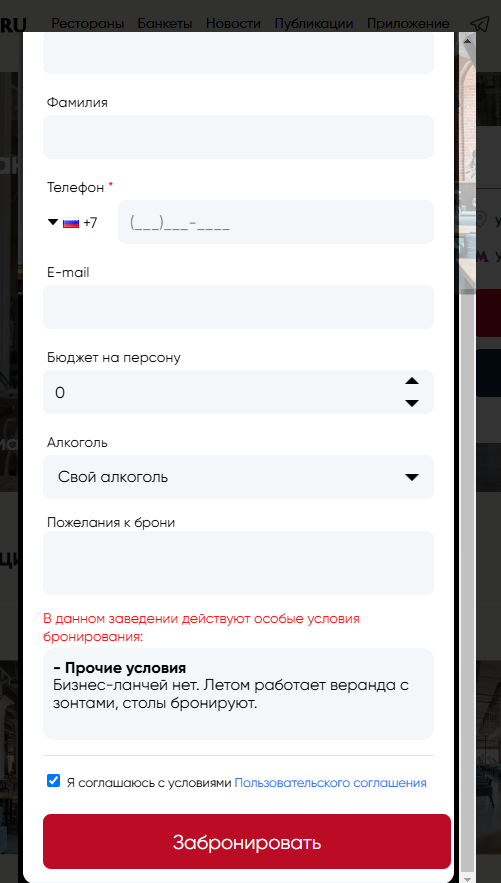 RU Рестораны Банкеты Новости Публикации Приложение
Фамилия
Телефон *
+7 (___)___-____
E-mail
Бюджет на персону
0
Алкоголь
Свой алкоголь
Пожелания к брони
В данном заведении действуют особые условия
бронирования:
- Прочие условия
Бизнес-ланчей нет. Летом работает веранда с
зонтами, столы бронируют.
Я соглашаюсь с условиями Пользовательского соглашения
Забронировать